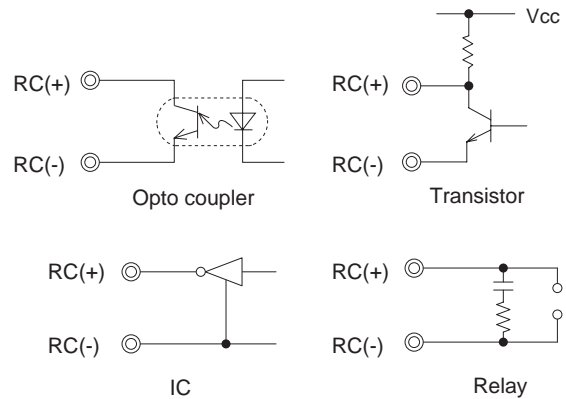 Vcc
RC(+)
RC(-)
Opto coupler
RC(+)
RC(-)
Transistor
RC(+)
RC(-)
IC
RC(+)
RC(-)
Relay